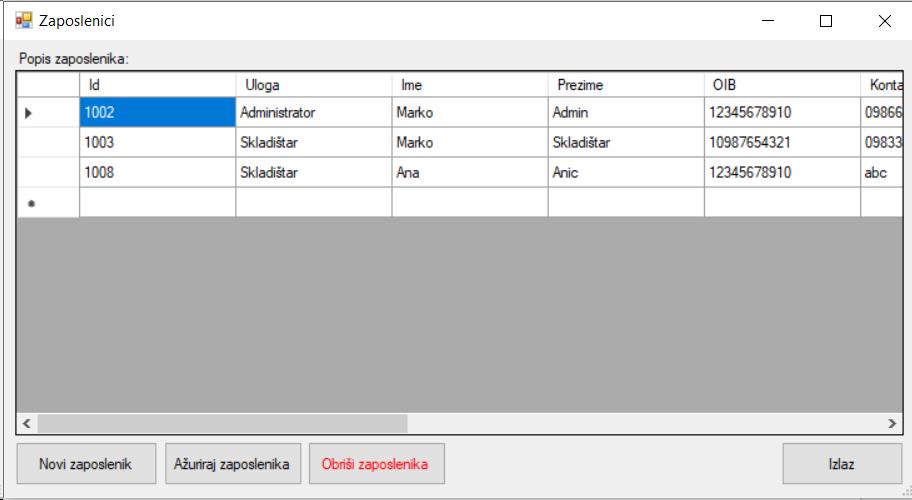 Zaposlenici
Popis zaposlenika:
Id Uloga Ime Prezime OIB Konta
1002 Administrator Marko Admin 12345678910 09866
1003 Skladištar Marko Skladištar 10987654321 09833
1008 Skladištar Ana Anic 12345678910 abc
Novi zaposlenik Ažuriraj zaposlenika Obriši zaposlenika Izlaz